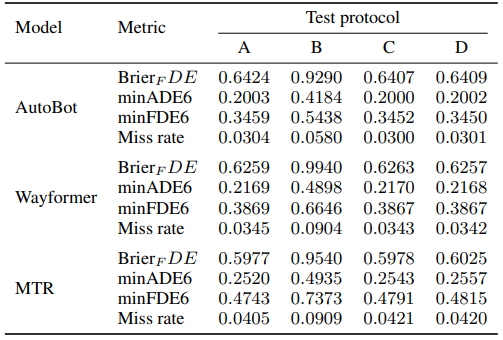 Model Metric Test protocol
A B C D
AutoBot
Brier_F DE 0.6424 0.9290 0.6407 0.6409
minADE6 0.2003 0.4184 0.2000 0.2002
minFDE6 0.3459 0.5438 0.3452 0.3450
Miss rate 0.0304 0.0580 0.0300 0.0301
Wayformer
Brier_F DE 0.6259 0.9940 0.6263 0.6257
minADE6 0.2169 0.4898 0.2170 0.2168
minFDE6 0.3869 0.6646 0.3867 0.3867
Miss rate 0.0345 0.0904 0.0343 0.0342
MTR
Brier_F DE 0.5977 0.9540 0.5978 0.6025
minADE6 0.2520 0.4935 0.2543 0.2557
minFDE6 0.4743 0.7373 0.4791 0.4815
Miss rate 0.0405 0.0909 0.0421 0.0420